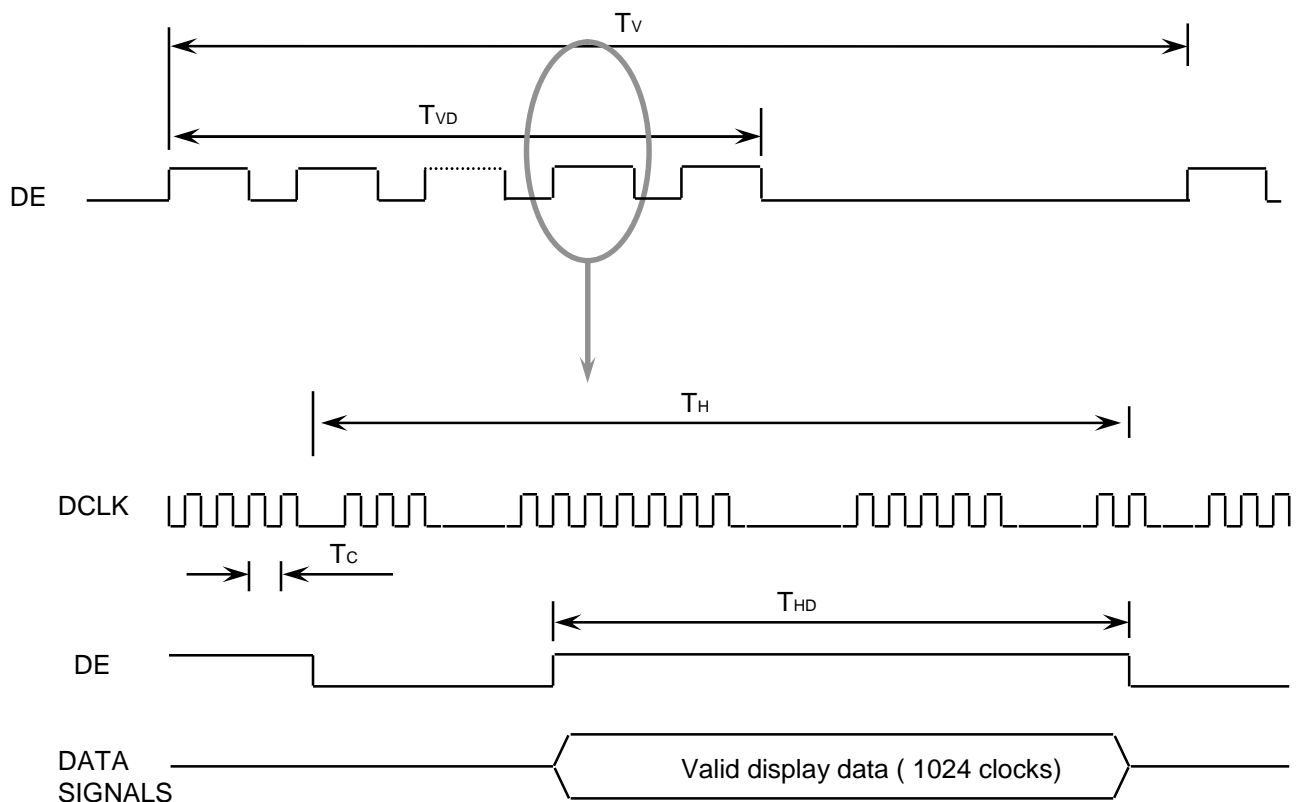 TV
TVD
DE
TH
DCLK
TC
THD
DE
DATA
SIGNALS
Valid display data ( 1024 clocks)